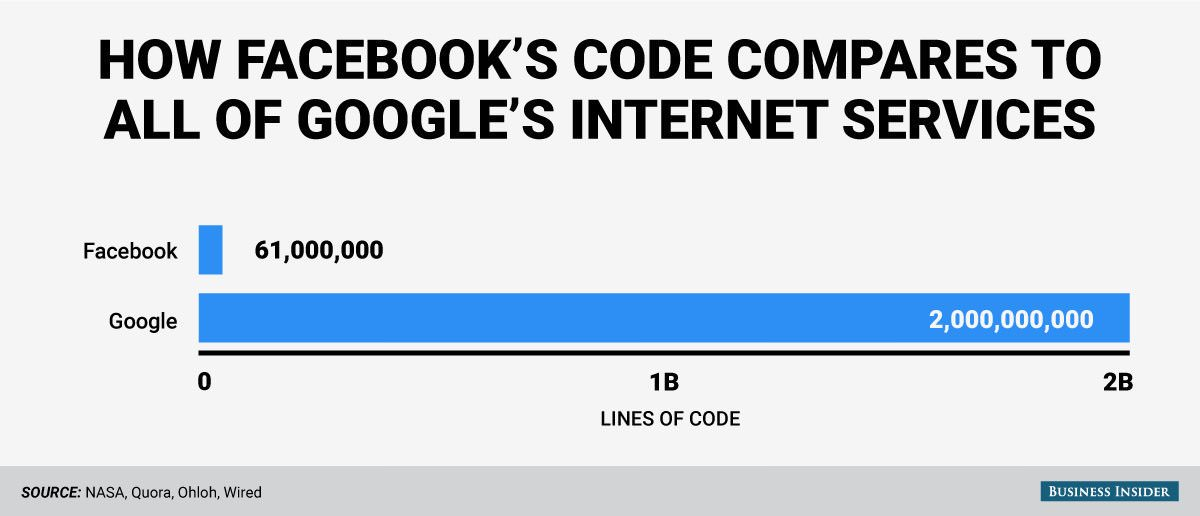 HOW FACEBOOK’S CODE COMPARES TO
ALL OF GOOGLE’S INTERNET SERVICES
Facebook 61,000,000
Google 2,000,000,000
0 1B 2B
LINES OF CODE
SOURCE: NASA, Quora, Ohloh, Wired BUSINESS INSIDER